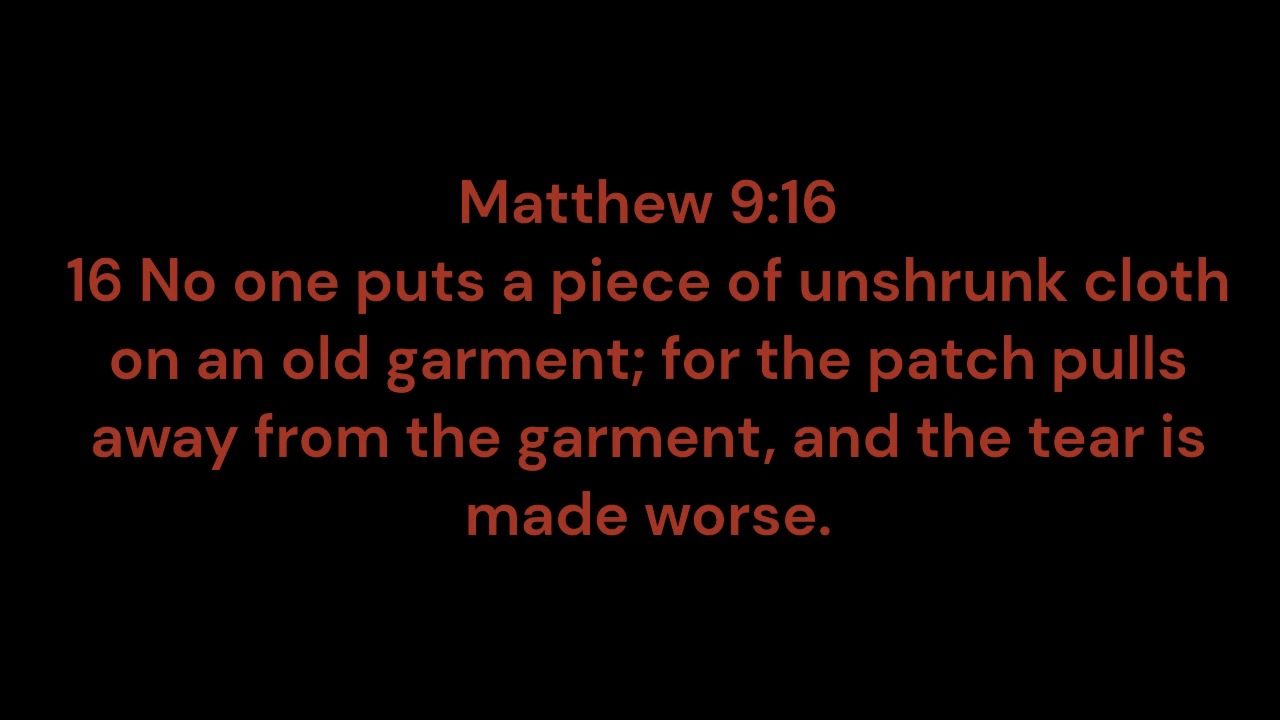 Matthew 9:16
16 No one puts a piece of unshrunk cloth
on an old garment; for the patch pulls
away from the garment, and the tear is
made worse.